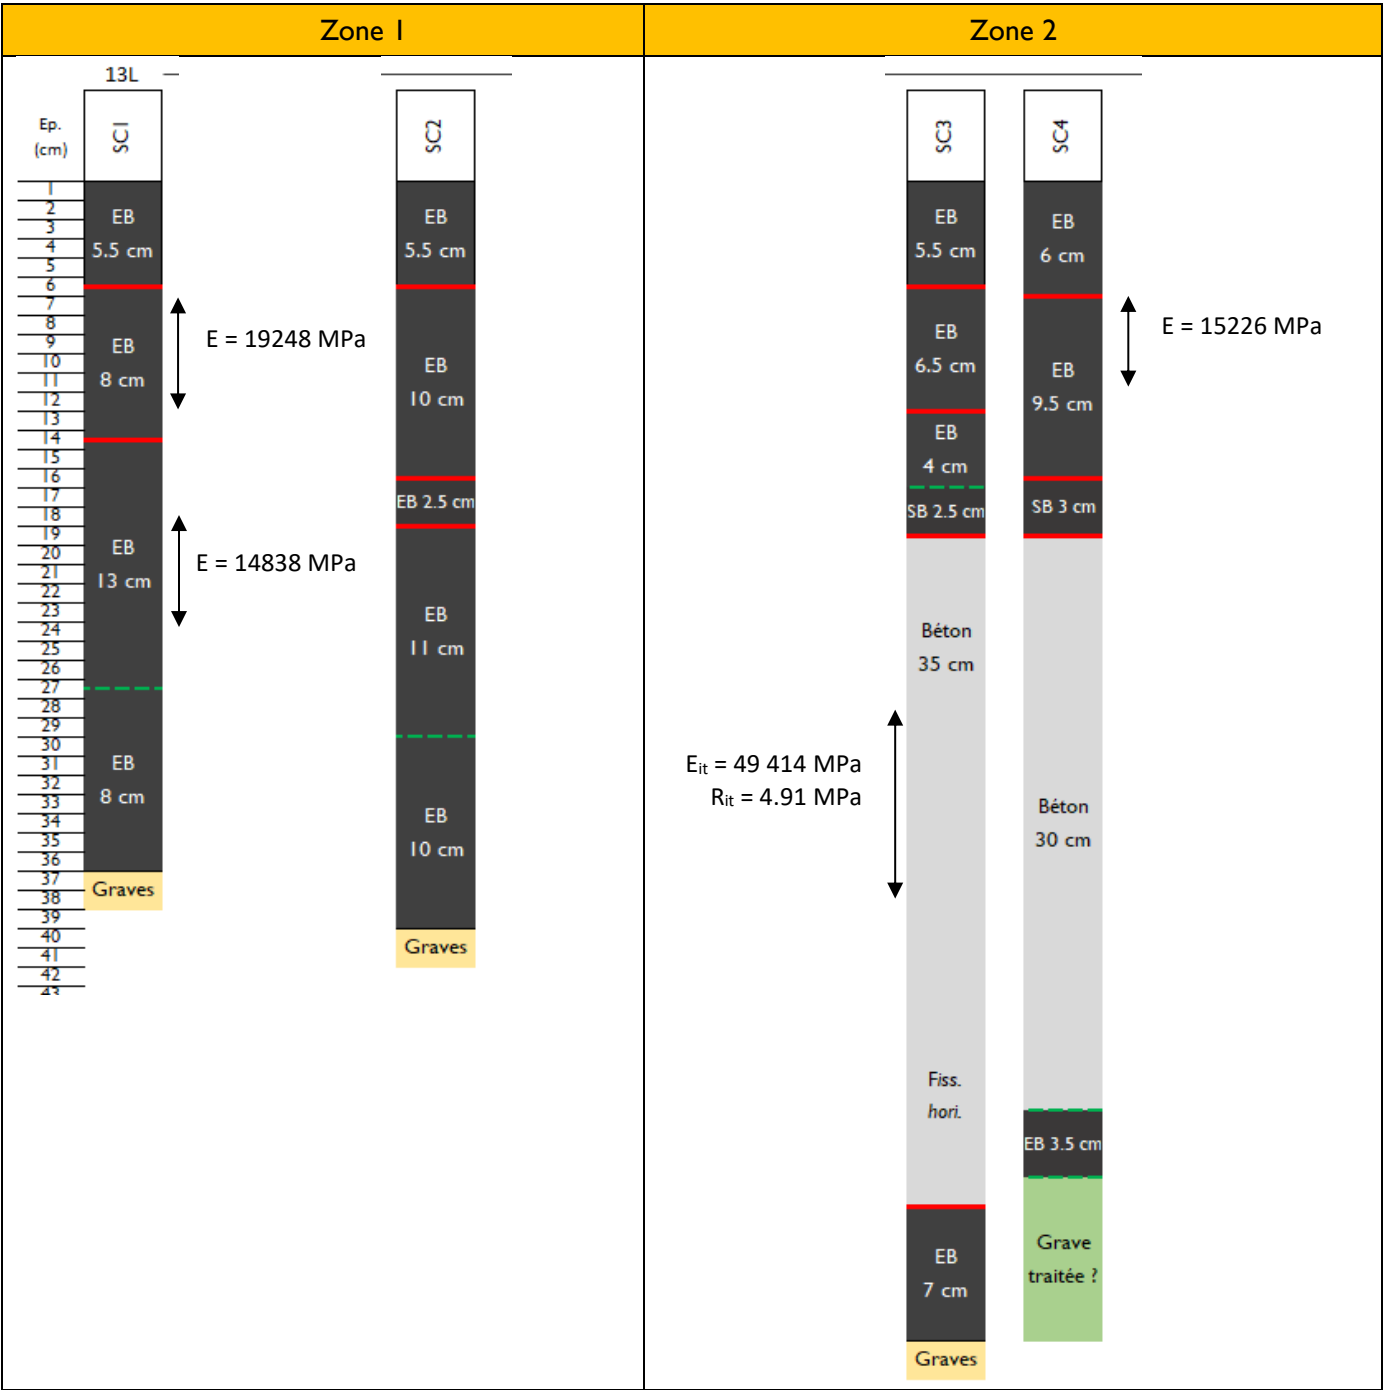 Zone 1
Zone 2
13L
Ep.
(cm)
SC1
SC2
SC3
SC4
1
2
3
4
5
6
7
8
9
10
11
12
13
14
15
16
17
18
19
20
21
22
23
24
25
26
27
28
29
30
31
32
33
34
35
36
37
38
39
40
41
42
43
EB
5.5 cm
EB
8 cm
EB
13 cm
EB
8 cm
Graves
E = 19248 MPa
E = 14838 MPa
EB
5.5 cm
EB
10 cm
EB 2.5 cm
EB
11 cm
EB
10 cm
Graves
EB
5.5 cm
EB
6.5 cm
EB
4 cm
SB 2.5 cm
Béton
35 cm
Eit = 49 414 MPa
Rit = 4.91 MPa
Fiss.
hori.
EB
7 cm
Graves
EB
6 cm
EB
9.5 cm
SB 3 cm
Béton
30 cm
EB 3.5 cm
Grave
traitée ?
E = 15226 MPa